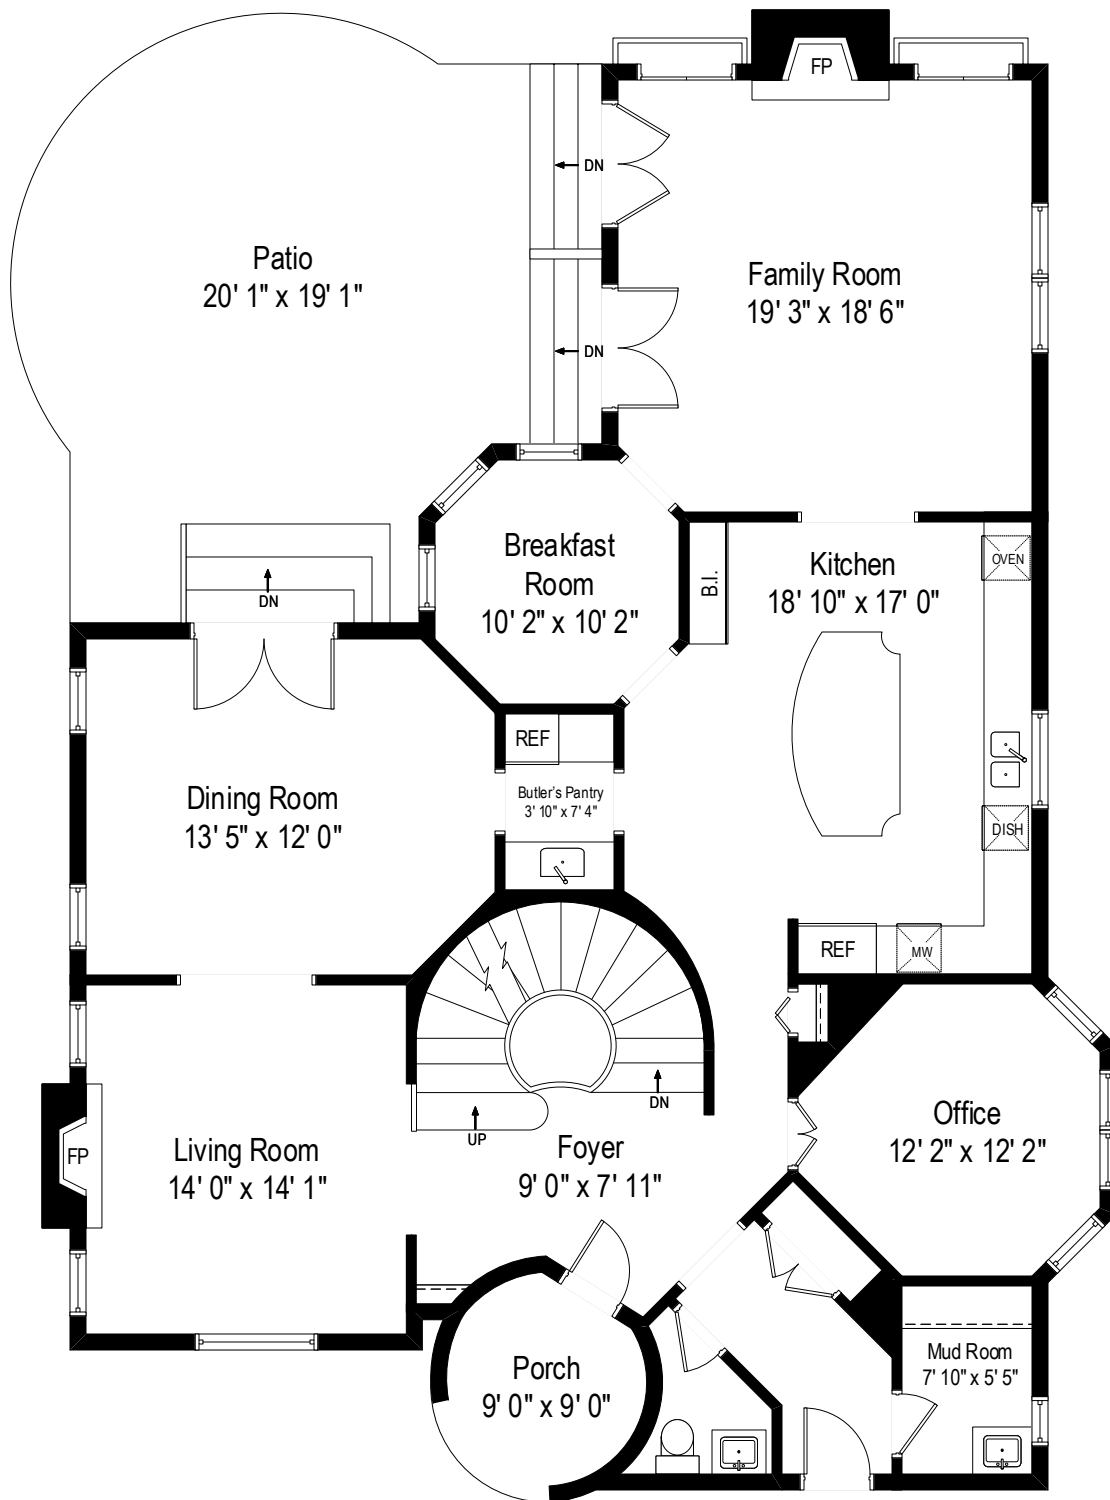 FP
DN
Patio
20' 1" x 19' 1"
Family Room
19' 3" x 18' 6"
DN
Breakfast
Room
10' 2" x 10' 2"
OVEN
Kitchen
18' 10" x 17' 0"
B.I.
DN
REF
Butler's Pantry
3' 10" x 7' 4"
Dining Room
13' 5" x 12' 0"
DISH
REF
MW
DN
UP
Office
12' 2" x 12' 2"
FP
Living Room
14' 0" x 14' 1"
Foyer
9' 0" x 7' 11"
Mud Room
7' 10" x 5' 5"
Porch
9' 0" x 9' 0"